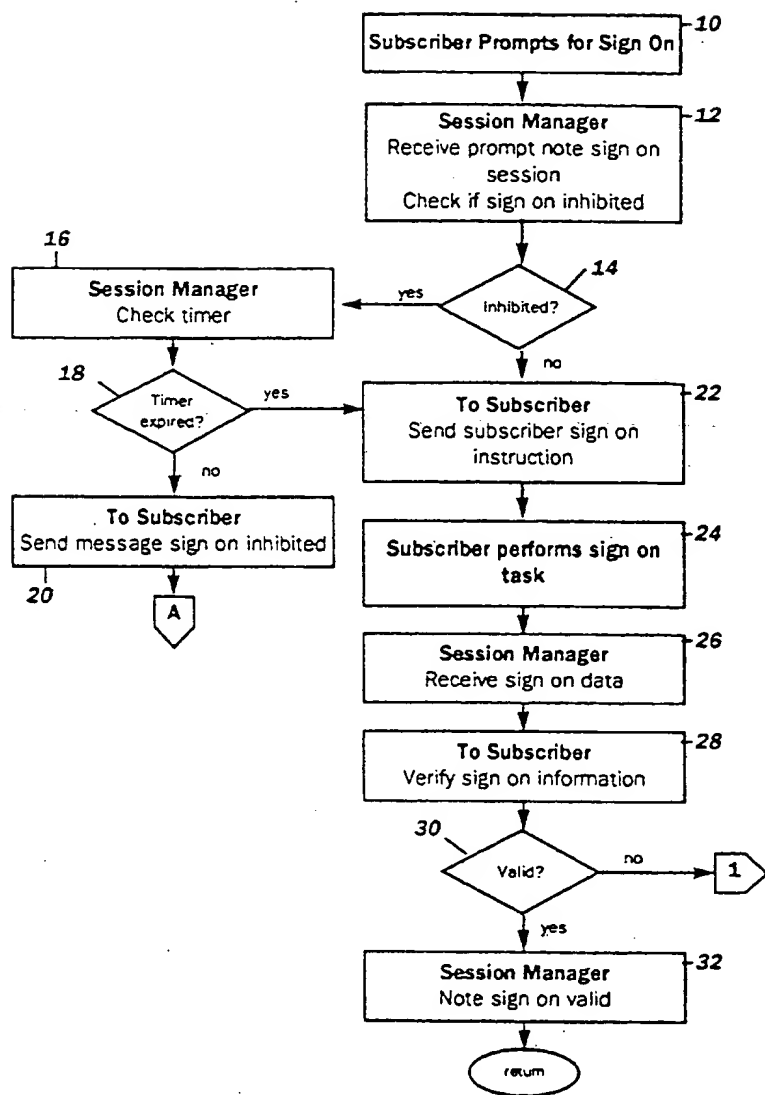 10
Subscriber Prompts for Sign On
12
Session Manager
Receive prompt note sign on
session
Check if sign on inhibited
14
Inhibited?
yes
no
16
Session Manager
Check timer
18
Timer
expired?
yes
no
To Subscriber
Send message sign on inhibited
20
A
22
To Subscriber
Send subscriber sign on
instruction
24
Subscriber performs sign on
task
26
Session Manager
Receive sign on data
28
To Subscriber
Verify sign on information
30
Valid?
no
1
yes
32
Session Manager
Note sign on valid
return